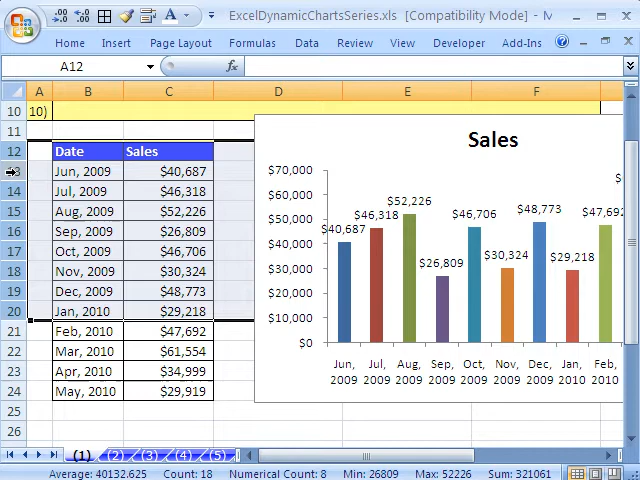 ExcelDynamicChartsSeries.xls [Compatibility Mode] - M
Home Insert Page Layout Formulas Data Review View Developer Add-Ins
A12 fx
A B C D E F
10 10)
11
12 Date Sales
13 Jun, 2009 $40,687
14 Jul, 2009 $46,318
15 Aug, 2009 $52,226
16 Sep, 2009 $26,809
17 Oct, 2009 $46,706
18 Nov, 2009 $30,324
19 Dec, 2009 $48,773
20 Jan, 2010 $29,218
21 Feb, 2010 $47,692
22 Mar, 2010 $61,554
23 Apr, 2010 $34,999
24 May, 2010 $29,919
25
26
Sales
$70,000
$60,000
$50,000
$40,000
$30,000
$20,000
$10,000
$0
$40,687 $46,318 $52,226 $26,809 $46,706 $30,324 $48,773 $29,218 $47,692 $
Jun, 2009 Jul, 2009 Aug, 2009 Sep, 2009 Oct, 2009 Nov, 2009 Dec, 2009 Jan, 2010 Feb, 2010
(1) (2) (3) (4) (5)
Average: 40132.625 Count: 18 Numerical Count: 8 Min: 26809 Max: 52226 Sum: 321061